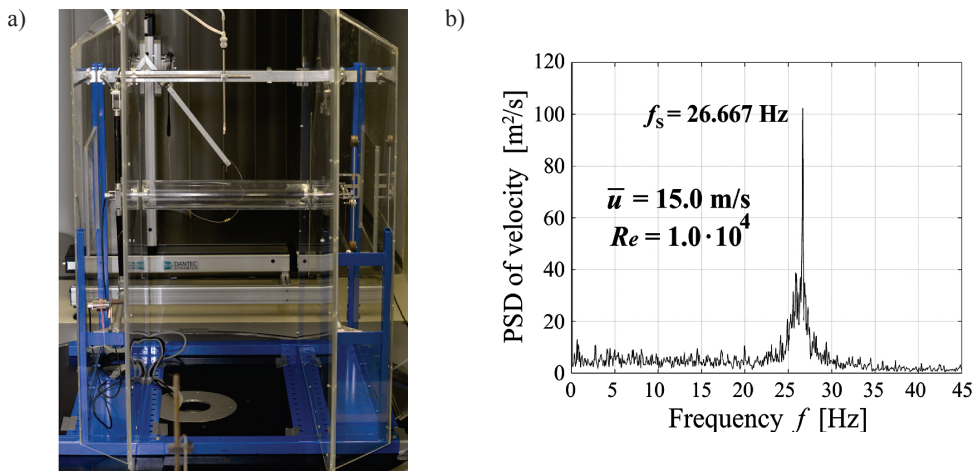 a)
DANTEC
DYNAMICS
b)
120
100
80
60
40
20
0
PSD of velocity [m²/s]
fs = 26.667 Hz
u̅ = 15.0 m/s
Re = 1.0·10⁴
0 5 10 15 20 25 30 35 40 45
Frequency f [Hz]